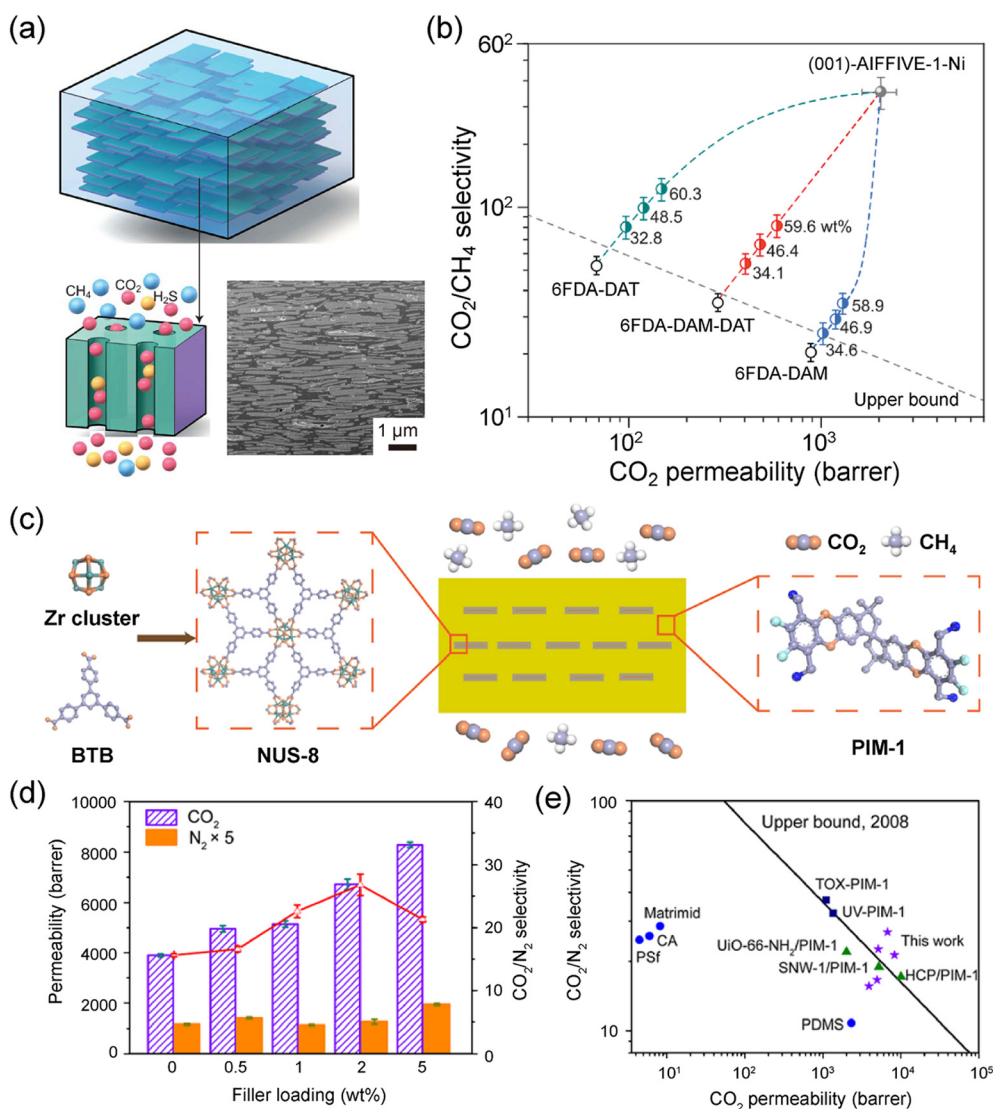 (a)
CH₄
CO₂
H₂S
1 μm
(b)
60²
10²
10¹
CO₂/CH₄ selectivity
(001)-AlFFIVE-1-Ni
60.3
48.5
32.8
59.6 wt%
46.4
34.1
58.9
46.9
34.6
6FDA-DAT
6FDA-DAM-DAT
6FDA-DAM
Upper bound
10²
10³
CO₂ permeability (barrer)
(c)
Zr cluster
BTB
NUS-8
CO₂
CH₄
PIM-1
(d)
10000
8000
6000
4000
2000
0
Permeability (barrer)
CO₂
N₂ × 5
40
30
20
10
0
CO₂/N₂ selectivity
0
0.5
1
2
5
Filler loading (wt%)
(e)
100
10
CO₂/N₂ selectivity
Upper bound, 2008
TOX-PIM-1
UV-PIM-1
Matrimid
CA
PSf
UiO-66-NH₂/PIM-1
This work
SNW-1/PIM-1
HCP/PIM-1
PDMS
10¹
10²
10³
10⁴
10⁵
CO₂ permeability (barrer)